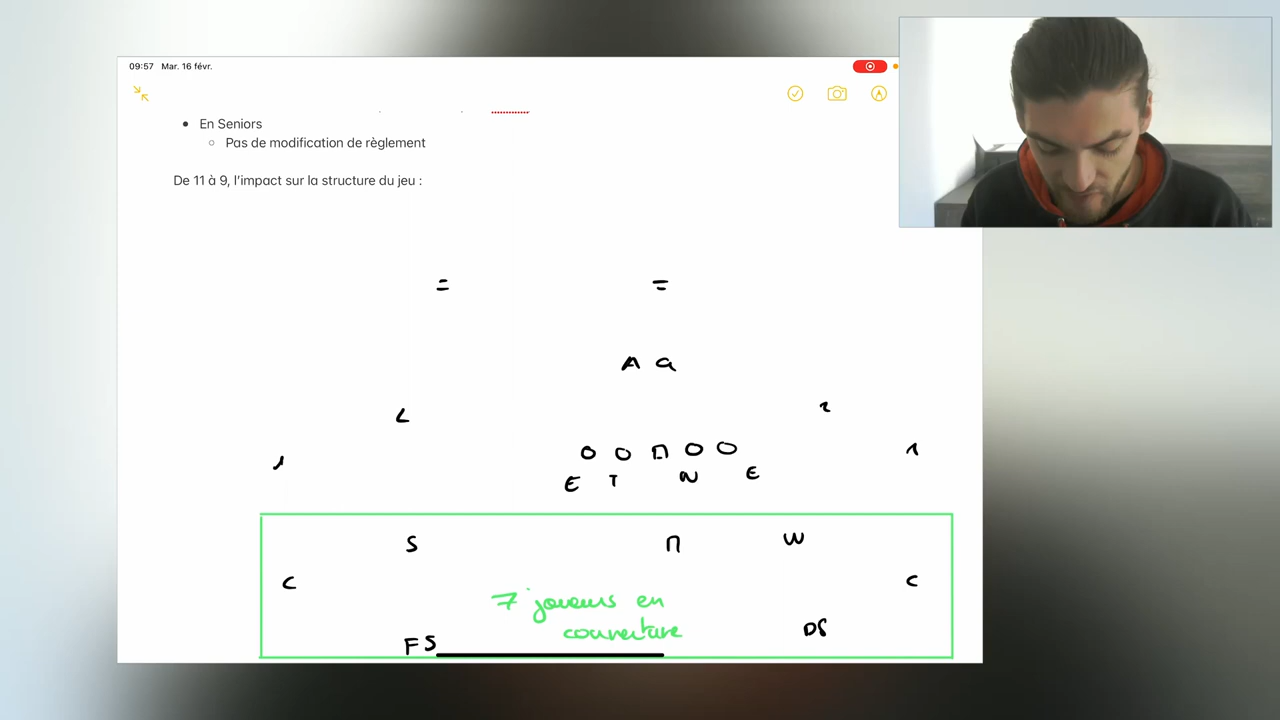 09:57 Mar. 16 févr.
En Seniors
Pas de modification de règlement
De 11 à 9, l'impact sur la structure du jeu :
= =
A Q
L
E T N E
S M W
C C
7 joueurs en
couverture
FS DS